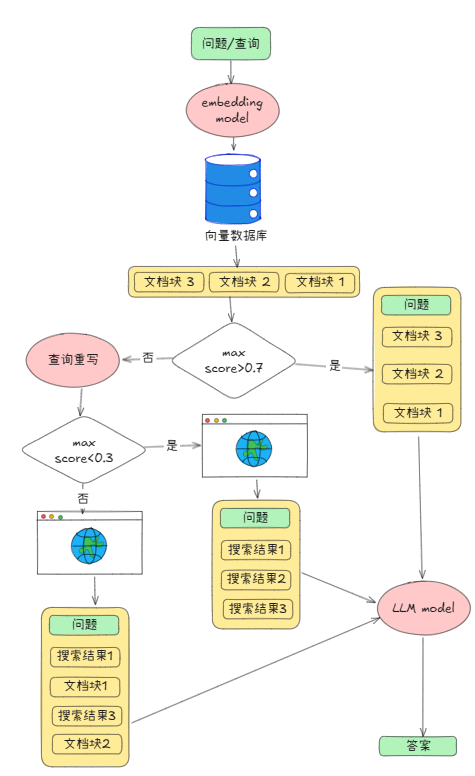 问题/查询
embedding
model
向量数据库
文档块 3 文档块 2 文档块 1
问题
文档块 3
文档块 2
文档块 1
max
score>0.7
否
是
查询重写
max
score<0.3
是
否
问题
搜索结果1
搜索结果2
搜索结果3
LLM model
问题
搜索结果1
文档块1
搜索结果3
文档块2
答案